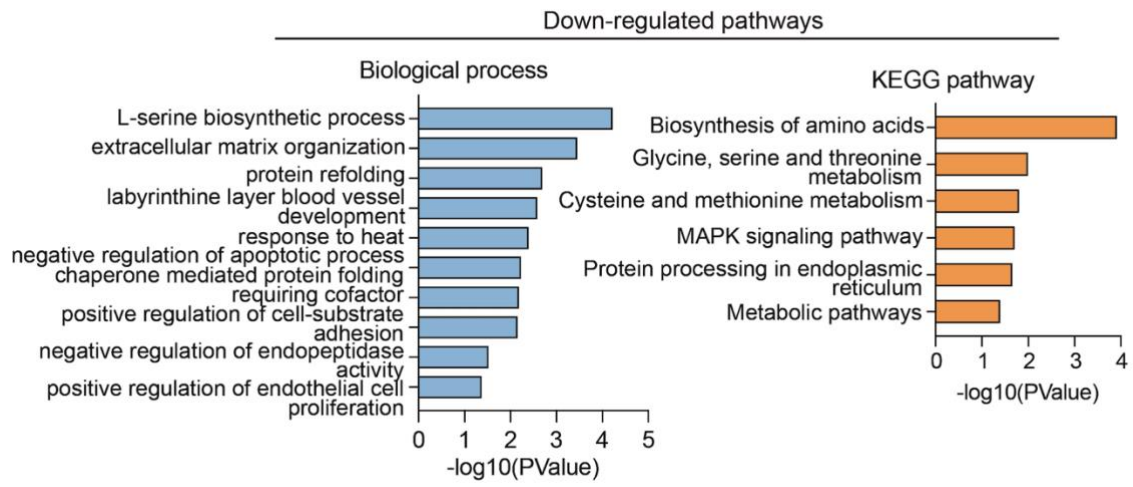 Down-regulated pathways
Biological process
L-serine biosynthetic process
extracellular matrix organization
protein refolding
labyrinthine layer blood vessel
development
response to heat
negative regulation of apoptotic process
chaperone mediated protein folding
requiring cofactor
positive regulation of cell-substrate
adhesion
negative regulation of endopeptidase
activity
positive regulation of endothelial cell
proliferation
0 1 2 3 4 5
-log10(PValue)
KEGG pathway
Biosynthesis of amino acids
Glycine, serine and threonine
metabolism
Cysteine and methionine metabolism
MAPK signaling pathway
Protein processing in endoplasmic
reticulum
Metabolic pathways
0 1 2 3 4
-log10(PValue)